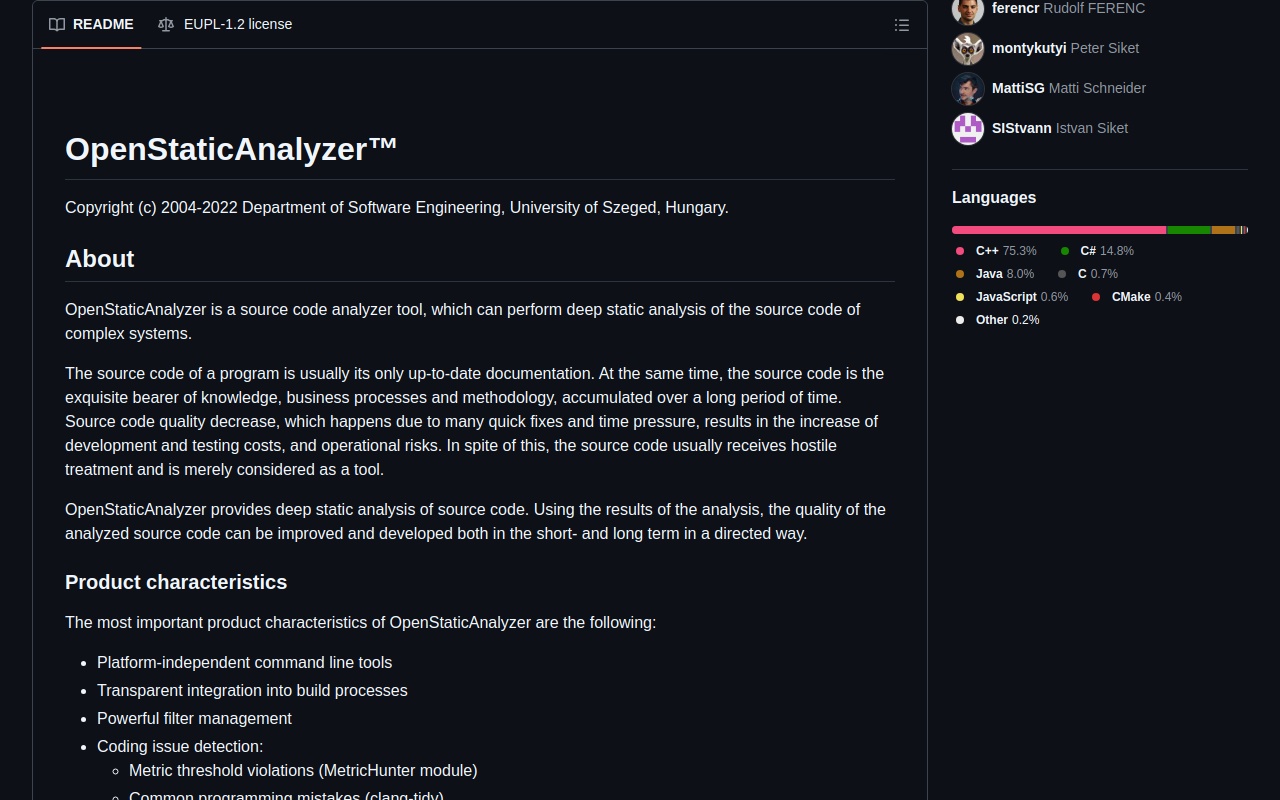 README
EUPL-1.2 license
OpenStaticAnalyzer™
Copyright (c) 2004-2022 Department of Software Engineering, University of Szeged, Hungary.
About
OpenStaticAnalyzer is a source code analyzer tool, which can perform deep static analysis of the source code of
complex systems.
The source code of a program is usually its only up-to-date documentation. At the same time, the source code is the
exquisite bearer of knowledge, business processes and methodology, accumulated over a long period of time.
Source code quality decrease, which happens due to many quick fixes and time pressure, results in the increase of
development and testing costs, and operational risks. In spite of this, the source code usually receives hostile
treatment and is merely considered as a tool.
OpenStaticAnalyzer provides deep static analysis of source code. Using the results of the analysis, the quality of the
analyzed source code can be improved and developed both in the short- and long term in a directed way.
Product characteristics
The most important product characteristics of OpenStaticAnalyzer are the following:
Platform-independent command line tools
Transparent integration into build processes
Powerful filter management
Coding issue detection:
Metric threshold violations (MetricHunter module)
Common programming mistakes (clang-tidy)
ferencr Rudolf FERENC
montykutyi Peter Siket
MattiSG Matti Schneider
SIStvann Istvan Siket
Languages
C++ 75.3% C# 14.8%
Java 8.0% C 0.7%
JavaScript 0.6% CMake 0.4%
Other 0.2%